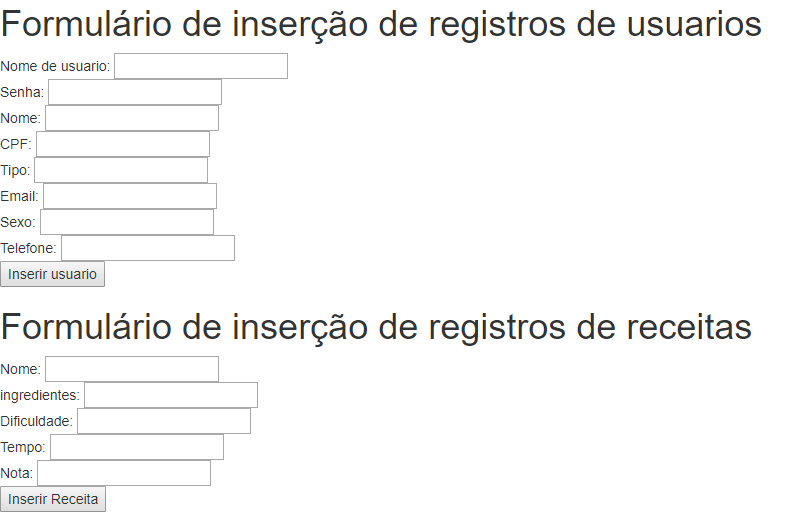 Formulário de inserção de registros de usuarios
Nome de usuario:
Senha:
Nome:
CPF:
Tipo:
Email:
Sexo:
Telefone:
Inserir usuario
Formulário de inserção de registros de receitas
Nome:
ingredientes:
Dificuldade:
Tempo:
Nota:
Inserir Receita